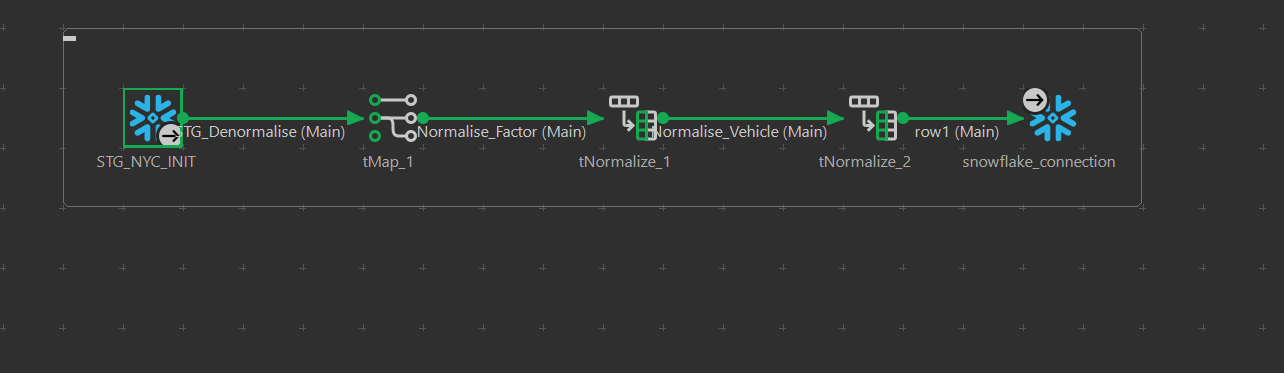 STG_Denormalise (Main)
Normalise_Factor (Main)
Normalise_Vehicle (Main)
row1 (Main)
STG_NYC_INIT
tMap_1
tNormalize_1
tNormalize_2
snowflake_connection